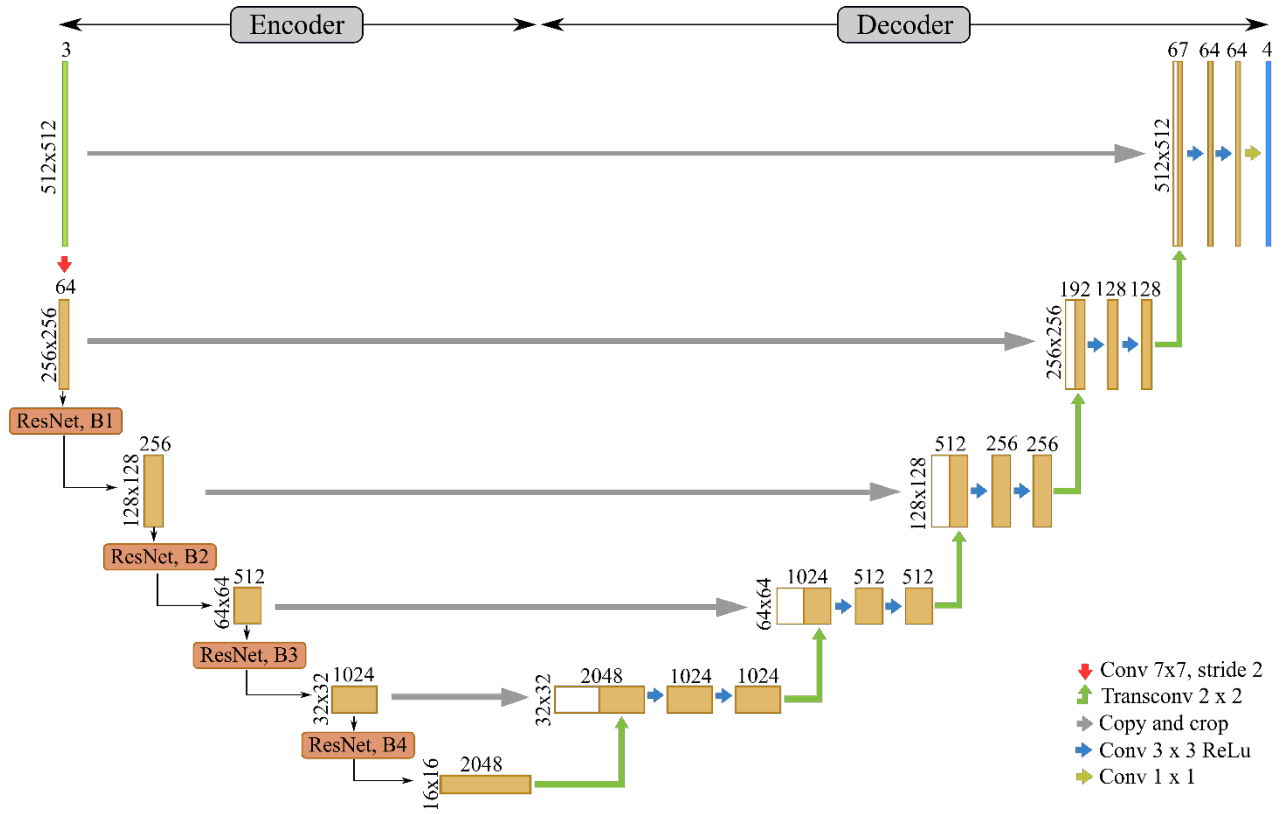 Encoder
Decoder
3
512x512
67
64
64
4
512x512
64
256x256
192
128
128
256x256
ResNet, B1
256
128x128
512
256
256
128x128
ResNet, B2
512
64x64
1024
512
512
64x64
ResNet, B3
1024
32x32
2048
1024
1024
32x32
ResNet, B4
2048
16x16
Conv 7x7, stride 2
Transconv 2 x 2
Copy and crop
Conv 3 x 3 ReLu
Conv 1 x 1